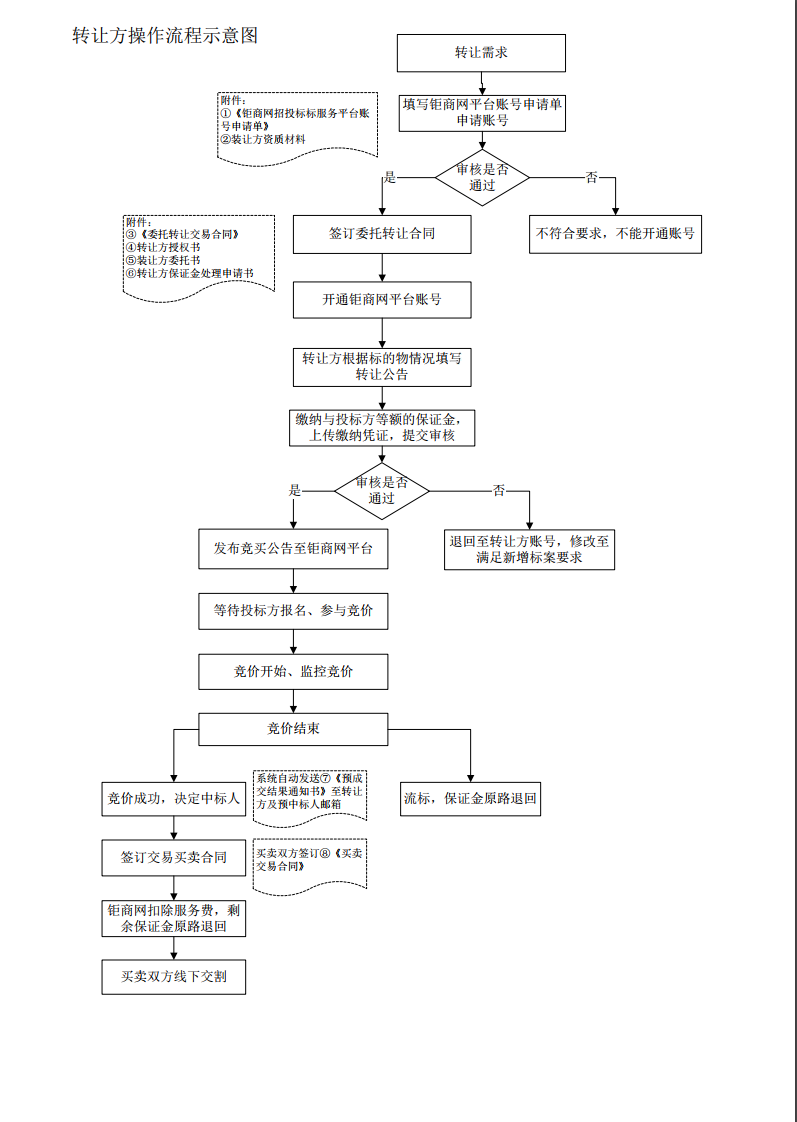 转让方操作流程示意图
转让需求
附件:
①《钜商网招投标标服务平台账
号申请单》
②装让方资质材料
填写钜商网平台账号申请单
申请账号
审核是否
通过
是
否
附件:
③《委托转让交易合同》
④转让方授权书
⑤装让方委托书
⑥转让方保证金处理申请书
签订委托转让合同
不符合要求，不能开通账号
开通钜商网平台账号
转让方根据标的物情况填写
转让公告
缴纳与投标方等额的保证金，
上传缴纳凭证，提交审核
审核是否
通过
是
否
发布竞买公告至钜商网平台
退回至转让方账号，修改至
满足新增标案要求
等待投标方报名、参与竞价
竞价开始、监控竞价
竞价结束
竞价成功，决定中标人
系统自动发送⑦《预成
交结果通知书》至转让
方及预中标人邮箱
流标，保证金原路退回
签订交易买卖合同
买卖双方签订⑧《买卖
交易合同》
钜商网扣除服务费，剩
余保证金原路退回
买卖双方线下交割